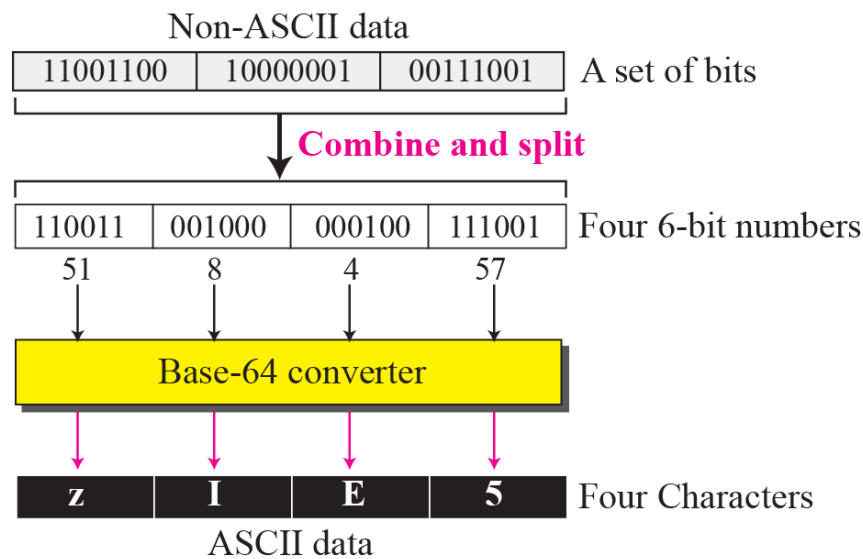 Non-ASCII data
11001100 10000001 00111001 A set of bits
Combine and split
110011 001000 000100 111001 Four 6-bit numbers
51 8 4 57
Base-64 converter
z I E 5 Four Characters
ASCII data